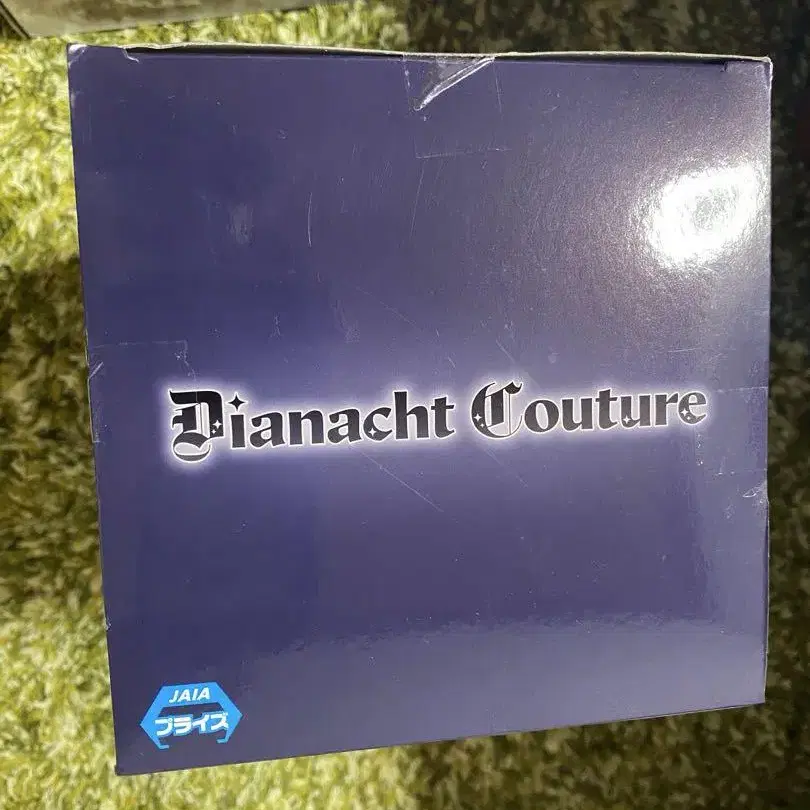 Dianacht Couture
JAIA
プライズ